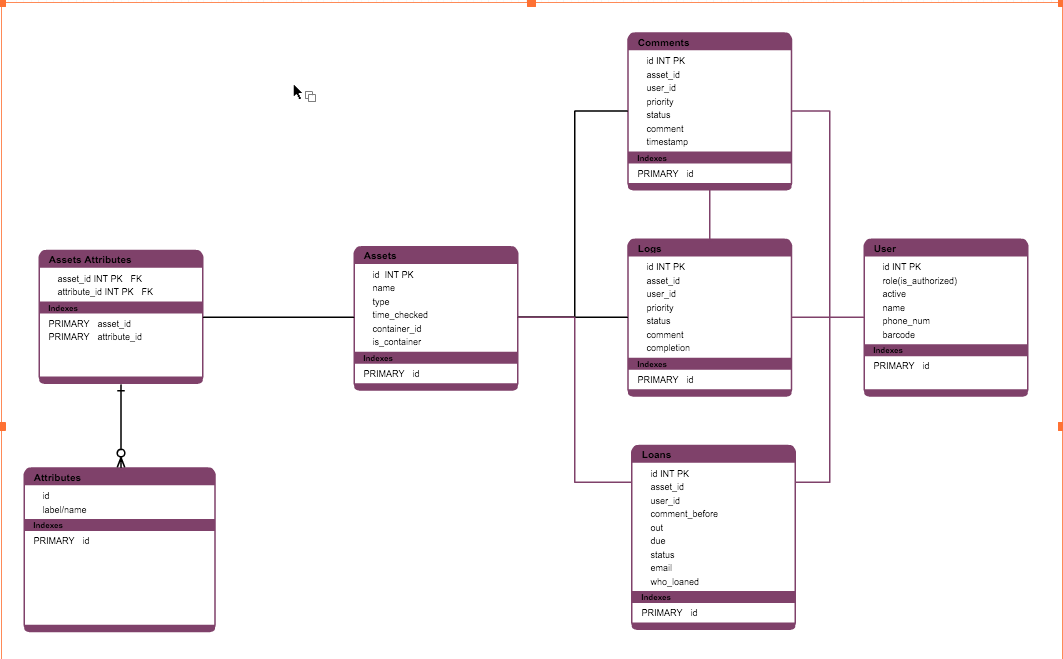 Comments
id INT PK
asset_id
user_id
priority
status
comment
timestamp
Indexes
PRIMARY id
Assets Attributes
asset_id INT PK FK
attribute_id INT PK FK
Indexes
PRIMARY asset_id
PRIMARY attribute_id
Assets
id INT PK
name
type
time_checked
container_id
is_container
Indexes
PRIMARY id
Logs
id INT PK
asset_id
user_id
priority
status
comment
completion
Indexes
PRIMARY id
User
id INT PK
role(is_authorized)
active
name
phone_num
barcode
Indexes
PRIMARY id
Attributes
id
label/name
Indexes
PRIMARY id
Loans
id INT PK
asset_id
user_id
comment_before
out
due
status
email
who_loaned
Indexes
PRIMARY id